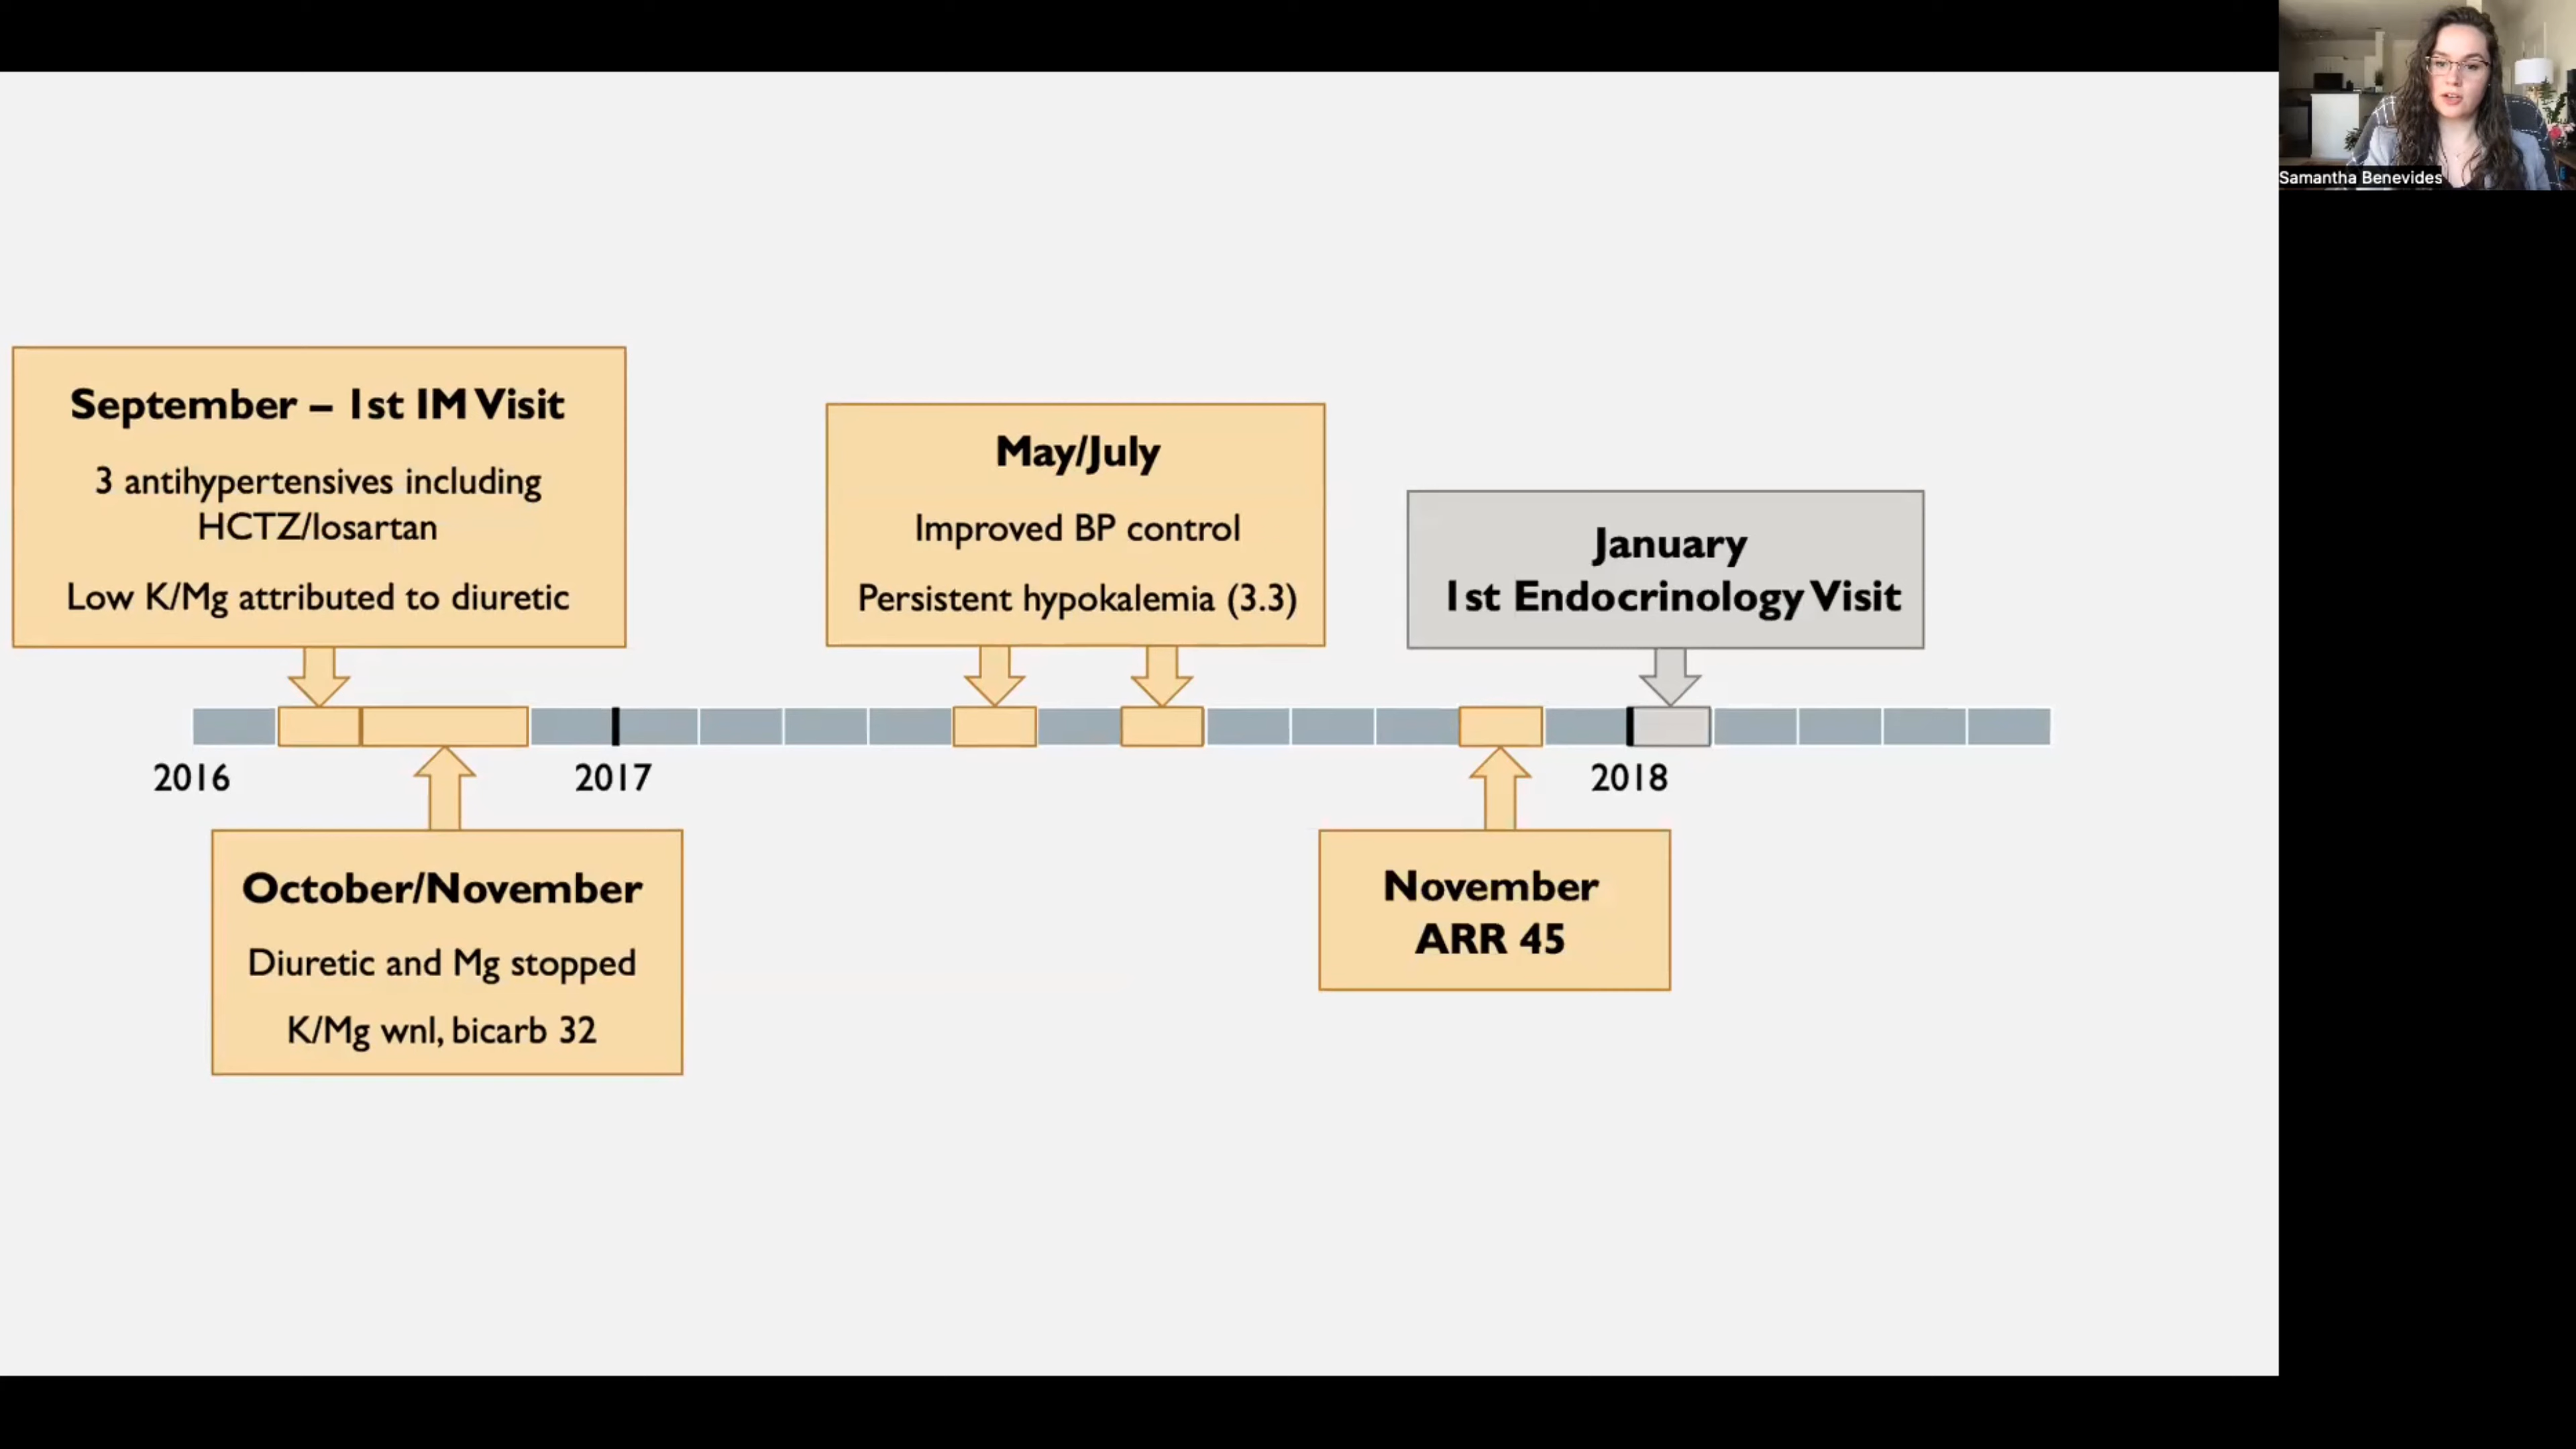 Samantha Benevides
September – 1st IM Visit
3 antihypertensives including
HCTZ/losartan
Low K/Mg attributed to diuretic
May/July
Improved BP control
Persistent hypokalemia (3.3)
January
1st Endocrinology Visit
2016
2017
2018
October/November
Diuretic and Mg stopped
K/Mg wnl, bicarb 32
November
ARR 45